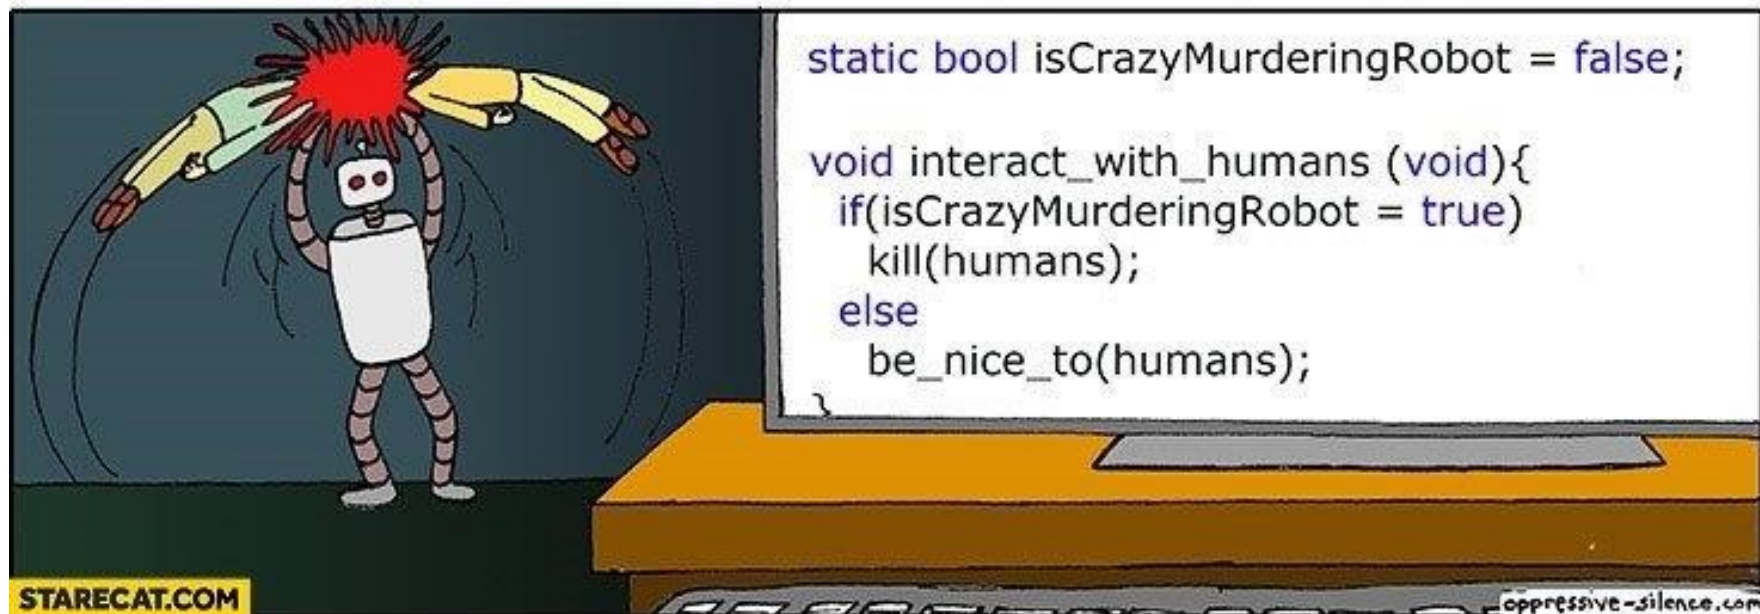 static bool isCrazyMurderingRobot = false;
void interact_with_humans (void){
if(isCrazyMurderingRobot = true)
kill(humans);
else
be_nice_to(humans);
}
STARECAT.COM
oppressive-silence.com